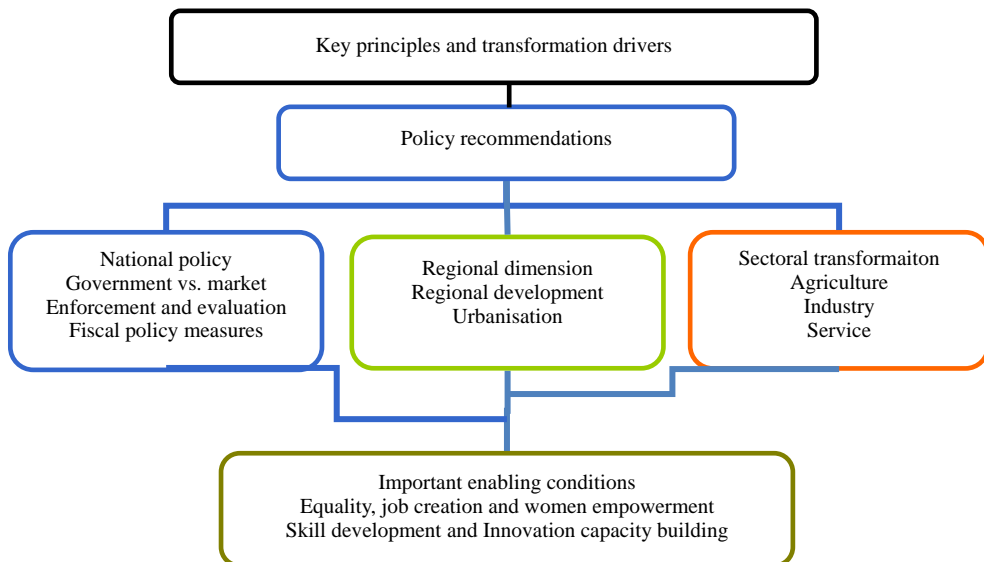 Key principles and transformation drivers
Policy recommendations
National policy
Government vs. market
Enforcement and evaluation
Fiscal policy measures
Regional dimension
Regional development
Urbanisation
Sectoral transformaiton
Agriculture
Industry
Service
Important enabling conditions
Equality, job creation and women empowerment
Skill development and Innovation capacity building